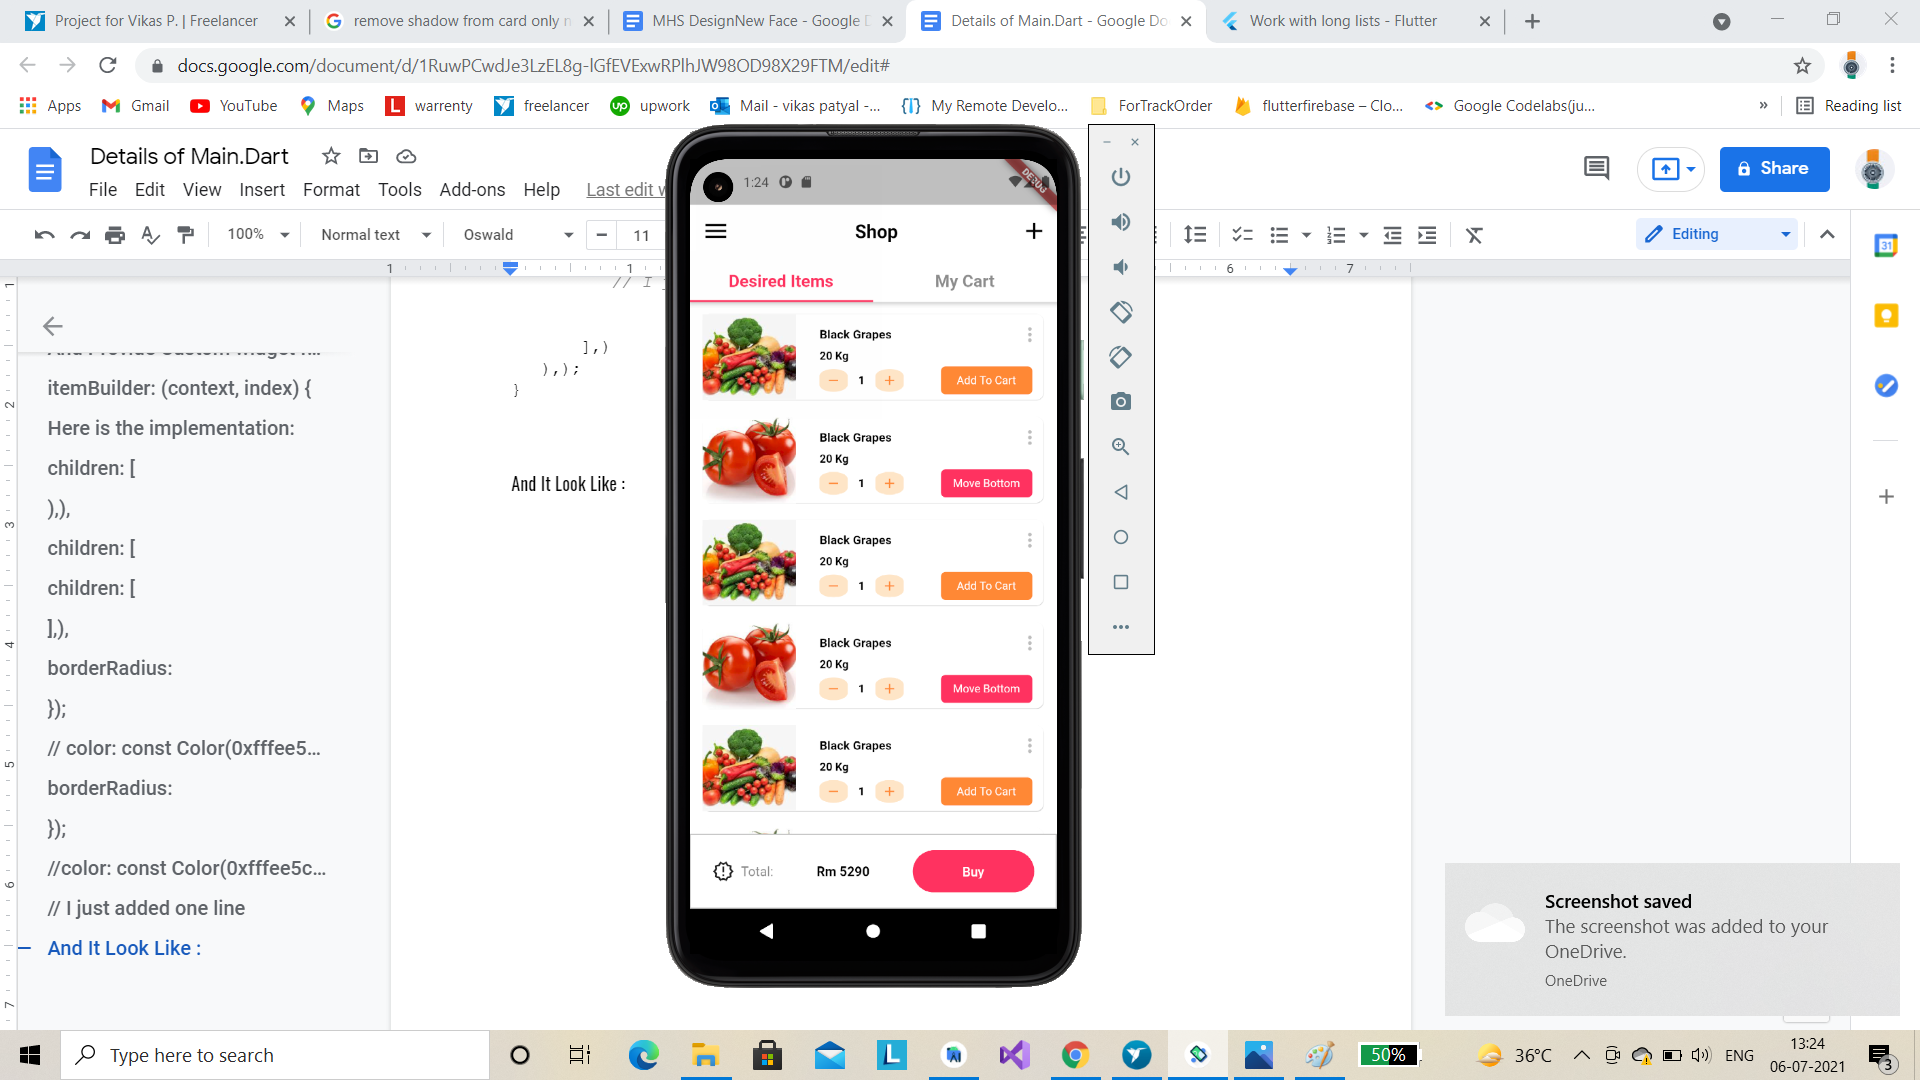 Project for Vikas P. | Freelancer
remove shadow from card only
MHS DesignNew Face - Google
Details of Main.Dart - Google Do
Work with long lists - Flutter
docs.google.com/document/d/1RuwPCwdJe3LzEL8g-lGfEVExwRPlhJW98OD98X29FTM/edit#
Apps
Gmail
YouTube
Maps
warrenty
freelancer
upwork
Mail - vikas patyal -...
My Remote Develo...
ForTrackOrder
flutterfirebase – Clo...
Google Codelabs(ju...
»
Reading list
Details of Main.Dart
File Edit View Insert Format Tools Add-ons Help Last edit
Share
100% Normal text Oswald 11
Editing
1 1 6 7
// I
],)
),);
}
And It Look Like :
itemBuilder: (context, index) {
Here is the implementation:
children: [
),),
children: [
children: [
],),
borderRadius:
});
// color: const Color(0xfffee5...
borderRadius:
});
//color: const Color(0xfffee5c...
// I just added one line
And It Look Like :
1:24
DEBUG
Shop
Desired Items My Cart
Black Grapes
20 Kg
1 Add To Cart
Black Grapes
20 Kg
1 Move Bottom
Black Grapes
20 Kg
1 Add To Cart
Black Grapes
20 Kg
1 Move Bottom
Black Grapes
20 Kg
1 Add To Cart
Total: Rm 5290 Buy
31
Screenshot saved
The screenshot was added to your
OneDrive.
OneDrive
Type here to search
50%
36°C
ENG
13:24
06-07-2021
3